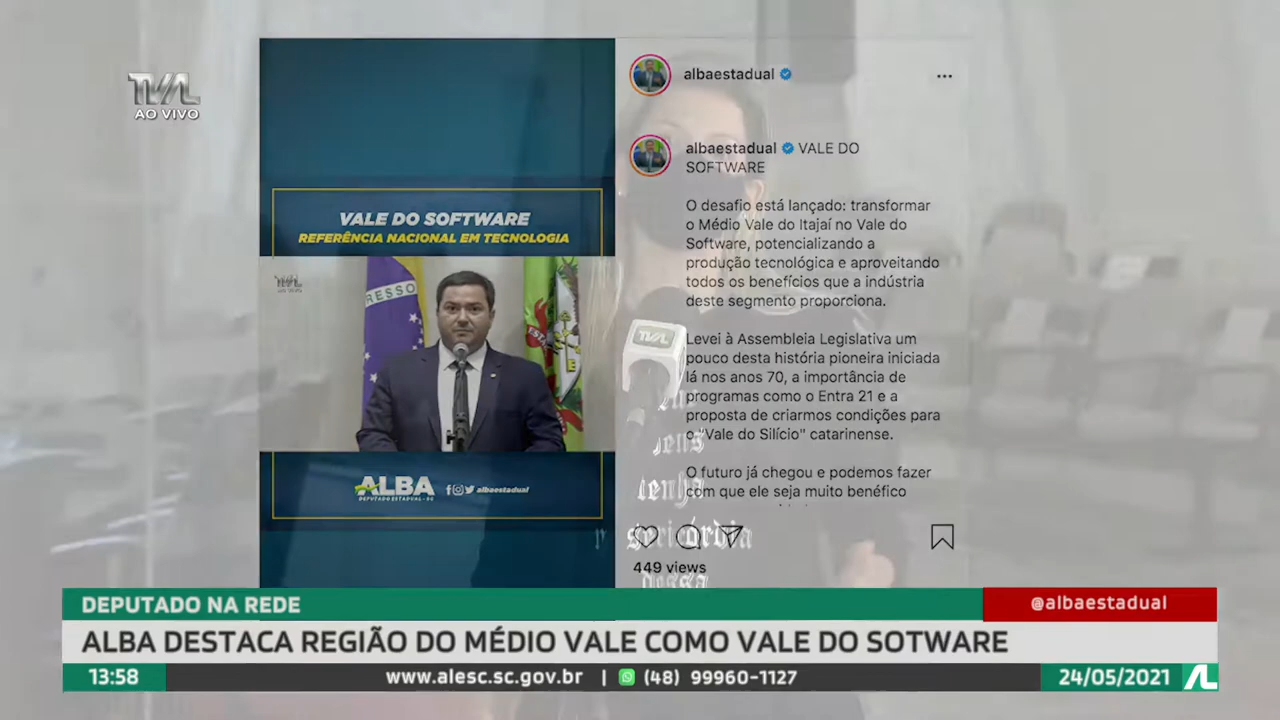 TVAL
AO VIVO
VALE DO SOFTWARE
REFERÊNCIA NACIONAL EM TECNOLOGIA
RESSO
ALBA
DEPUTADO ESTADUAL - SC
albaestadual
albaestadual
albaestadual VALE DO
SOFTWARE
O desafio está lançado: transformar
o Médio Vale do Itajaí no Vale do
Software, potencializando a
produção tecnológica e aproveitando
todos os benefícios que a indústria
deste segmento proporciona.
Levei à Assembleia Legislativa um
pouco desta história pioneira iniciada
lá nos anos 70, a importância de
programas como o Entra 21 e a
proposta de criarmos condições para
o "Vale do Silício" catarinense.
O futuro já chegou e podemos fazer
com que ele seja muito benéfico
449 views
TVAL
tenha
dessa
DEPUTADO NA REDE
@albaestadual
ALBA DESTACA REGIÃO DO MÉDIO VALE COMO VALE DO SOTWARE
13:58
www.alesc.sc.gov.br | (48) 99960-1127
24/05/2021